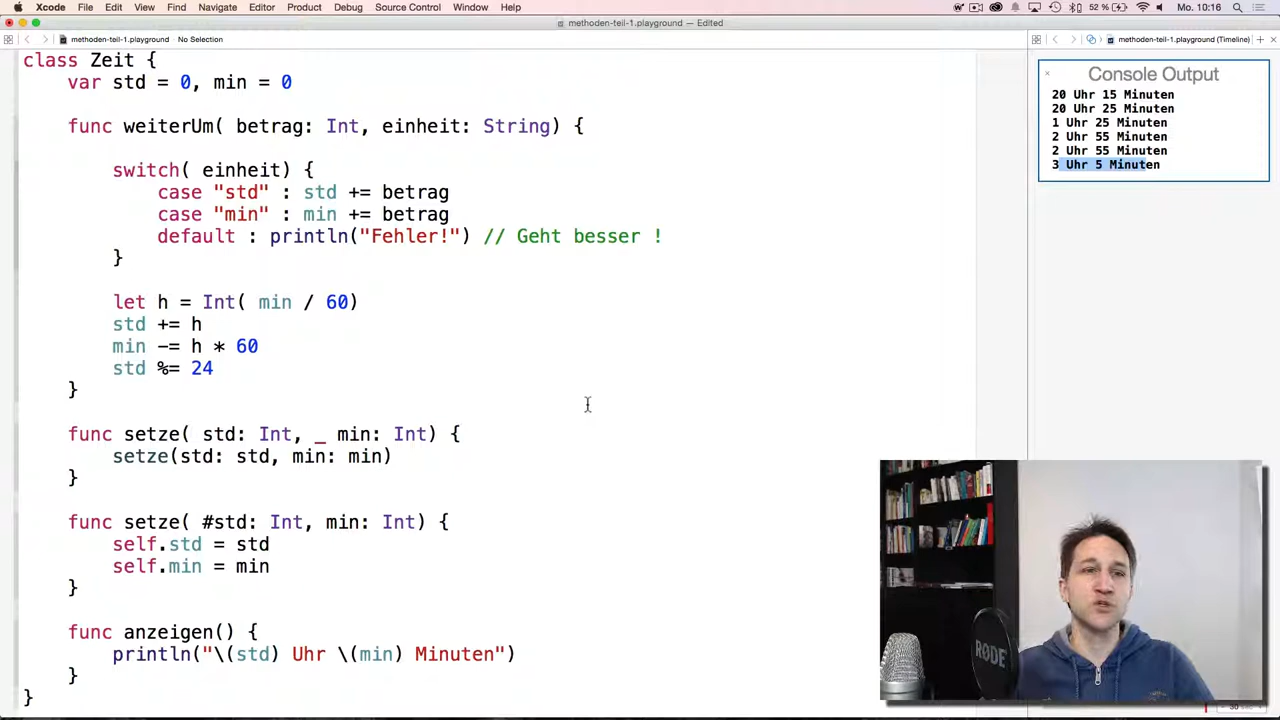 Xcode File Edit View Find Navigate Editor Product Debug Source Control Window Help 52 % Mo. 10:16
methoden-teil-1.playground — Edited
methoden-teil-1.playground No Selection
methoden-teil-1.playground (Timeline)
class Zeit {
var std = 0, min = 0
func weiterUm( betrag: Int, einheit: String) {
switch( einheit) {
case "std" : std += betrag
case "min" : min += betrag
default : println("Fehler!") // Geht besser !
}
let h = Int( min / 60)
std += h
min -= h * 60
std %= 24
}
func setze( std: Int, _ min: Int) {
setze(std: std, min: min)
}
func setze( #std: Int, min: Int) {
self.std = std
self.min = min
}
func anzeigen() {
println("\(std) Uhr \(min) Minuten")
}
}
Console Output
20 Uhr 15 Minuten
20 Uhr 25 Minuten
1 Uhr 25 Minuten
2 Uhr 55 Minuten
2 Uhr 55 Minuten
3 Uhr 5 Minuten
RØDE